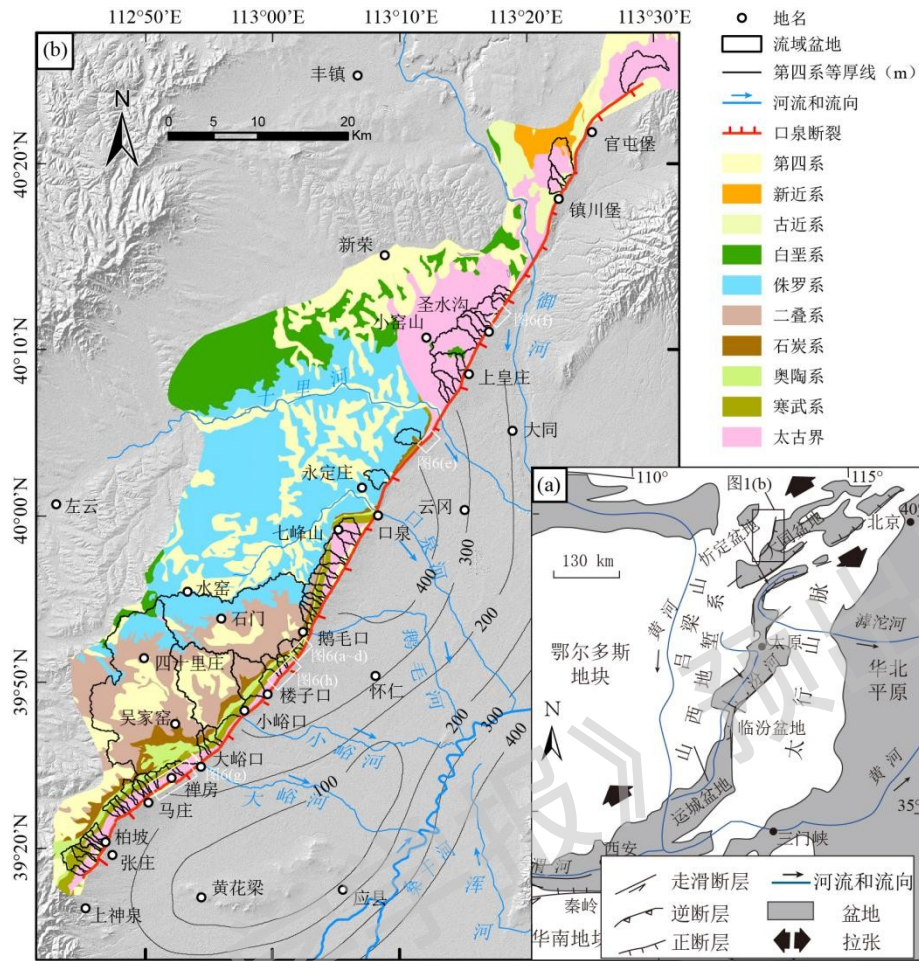 112°50'E
113°00'E
113°10'E
113°20'E
113°30'E
(b)
丰镇
N
0 5 10 20
Km
官屯堡
镇川堡
新荣
圣水沟
小窑山
御河
图6(f)
上皇庄
十里河
大同
图6(e)
永定庄
左云
云冈
七峰山
口泉
口泉河
300
400
200
水窑
石门
鹅毛口
图6(a~d)
鹅毛河
四十里庄
图6(h)
怀仁
楼子口
吴家窑
小峪口
200
300
400
小峪河
大峪口
图6(g)
100
大峪河
禅房
马庄
柏坡
张庄
桑干河
浑河
黄花梁
应县
上神泉
40°20'N
40°10'N
40°00'N
39°50'N
39°20'N
地名
流域盆地
第四系等厚线（m）
河流和流向
口泉断裂
第四系
新近系
古近系
白垩系
侏罗系
二叠系
石炭系
奥陶系
寒武系
太古界
(a)
110°
图1(b)
115°
北京
40°
忻定盆地
大同盆地
130 km
黄河
山西地堑系
吕梁山
太行山脉
滹沱河
太原
汾河
鄂尔多斯
地块
华北
平原
N
临汾盆地
运城盆地
黄河
35°
三门峡
渭河
西安
秦岭
华南地块
走滑断层
河流和流向
逆断层
盆地
正断层
拉张
学报》预出